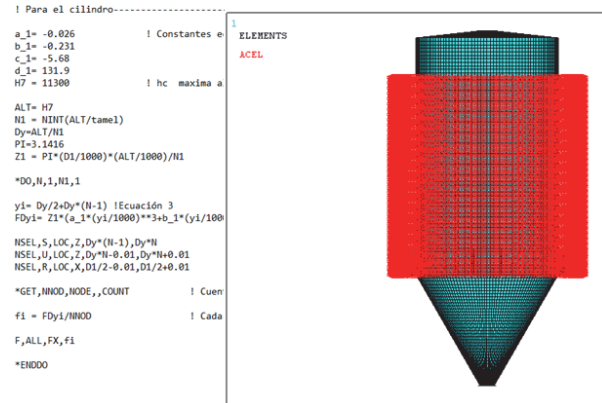 ! Para el cilindro--------------------
a_1= -0.026 ! Constantes
b_1= -0.231
c_1= -5.68
d_1= 131.9
H7 = 11300 ! hc maxima
ALT= H7
N1 = NINT(ALT/tamel)
Dy=ALT/N1
PI=3.1416
Z1 = PI*(D1/1000)*(ALT/1000)/N1
*DO,N,1,N1,1
yi= Dy/2+Dy*(N-1) !Ecuación 3
FDyi= Z1*(a_1*(yi/1000)**3+b_1*(yi/100
NSEL,S,LOC,Z,Dy*(N-1),Dy*N
NSEL,U,LOC,Z,Dy*N-0.01,Dy*N+0.01
NSEL,R,LOC,X,D1/2-0.01,D1/2+0.01
*GET,NNOD,NODE,,COUNT ! Cuen
fi = FDyi/NNOD ! Cada
F,ALL,FX,fi
*ENDDO
1
ELEMENTS
ACEL